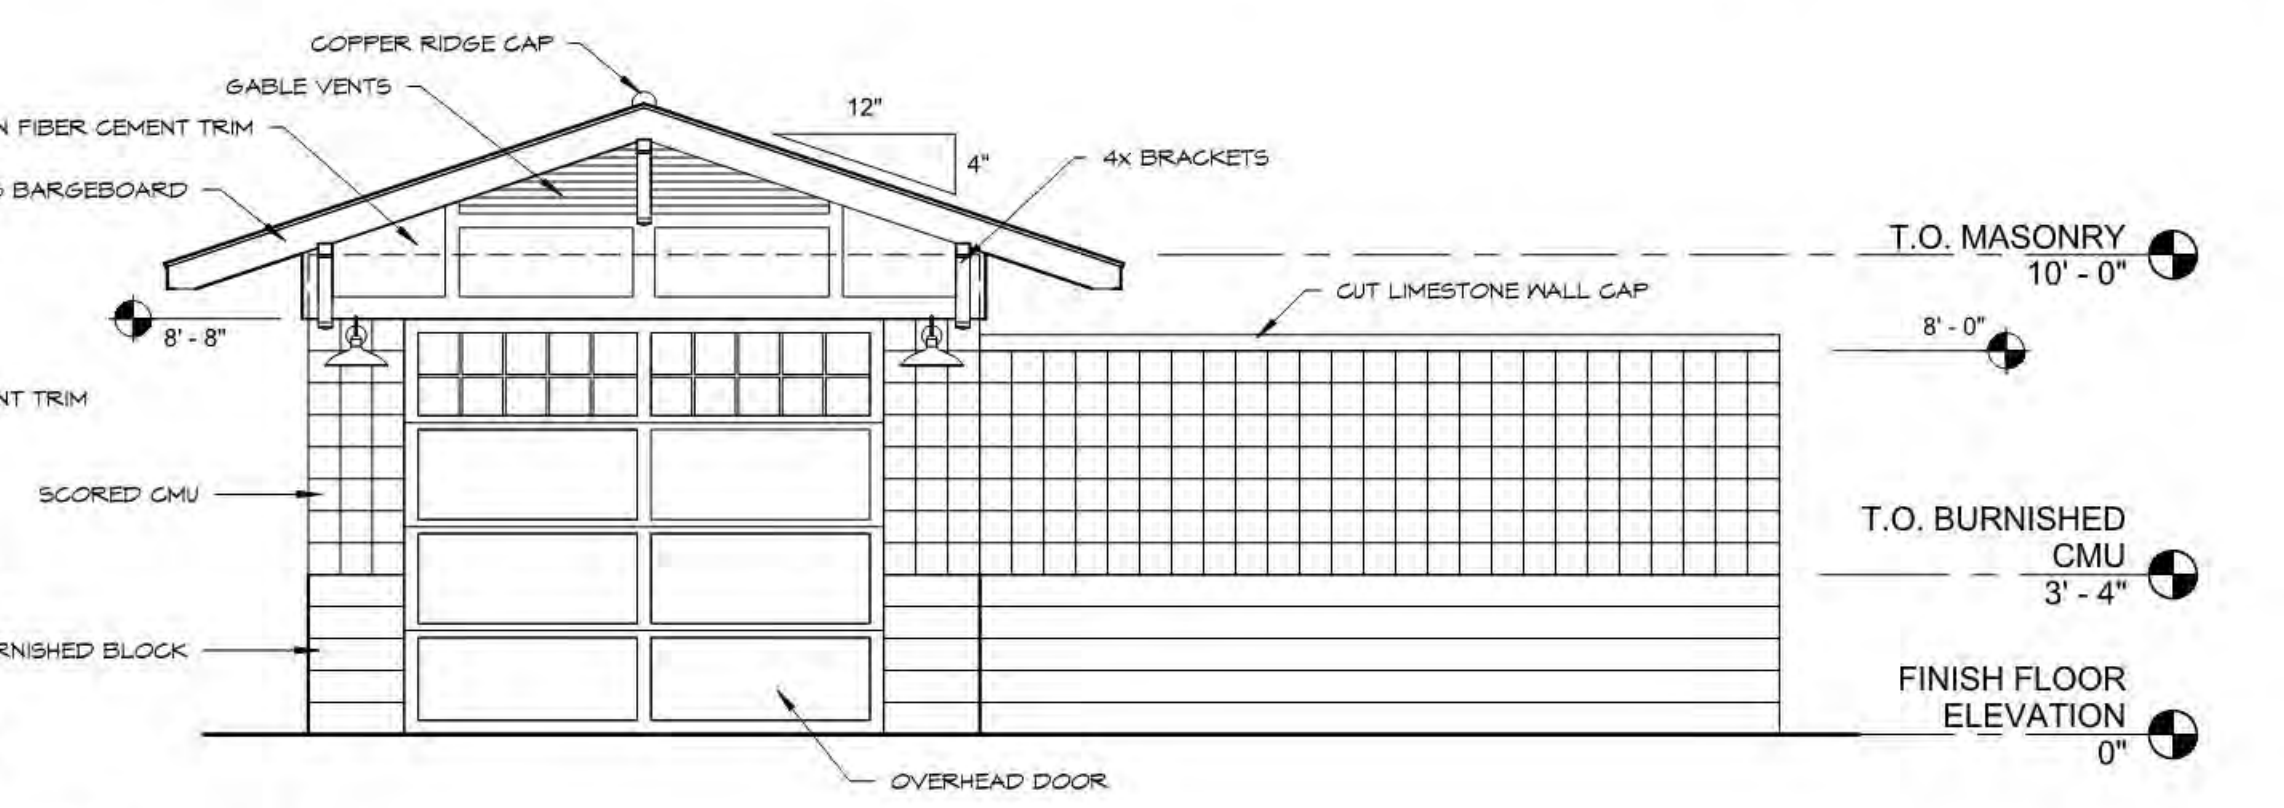 COPPER RIDGE CAP
GABLE VENTS
12"
N FIBER CEMENT TRIM
4"
4x BRACKETS
BARGEBOARD
T.O. MASONRY
10' - 0"
CUT LIMESTONE WALL CAP
8' - 8"
8' - 0"
NT TRIM
SCORED CMU
T.O. BURNISHED
CMU
3' - 4"
RNISHED BLOCK
FINISH FLOOR
ELEVATION
0"
OVERHEAD DOOR